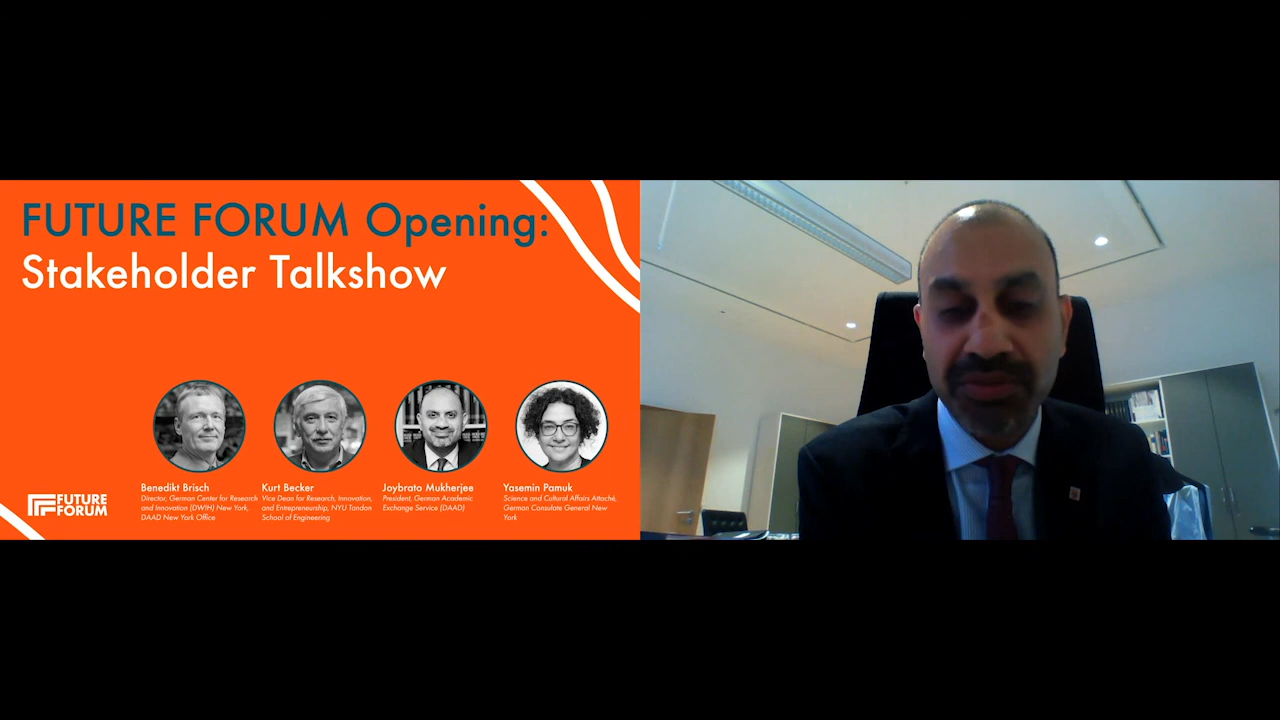 FUTURE FORUM Opening:
Stakeholder Talkshow
Benedikt Brisch
Director, German Center for Research
and Innovation (DWIH) New York,
DAAD New York Office
Kurt Becker
Vice Dean for Research, Innovation,
and Entrepreneurship, NYU Tandon
School of Engineering
Joybrato Mukherjee
President, German Academic
Exchange Service (DAAD)
Yasemin Pamuk
Science and Cultural Affairs Attaché,
German Consulate General New
York
FUTURE
FORUM